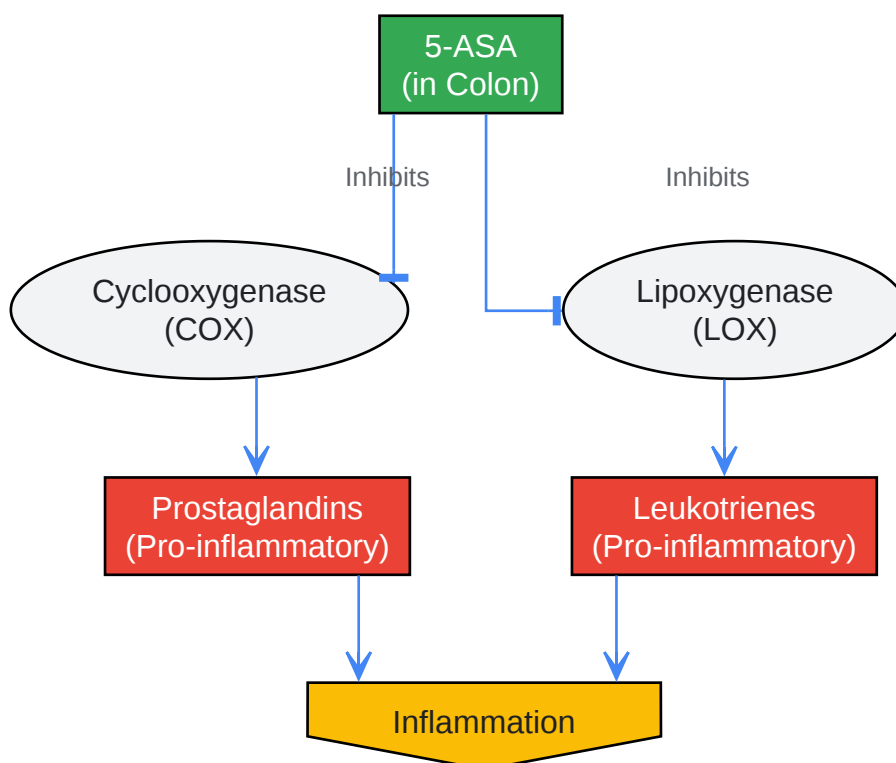 5-ASA
(in Colon)
Inhibits
Inhibits
Cyclooxygenase
(COX)
Lipoxygenase
(LOX)
Prostaglandins
(Pro-inflammatory)
Leukotrienes
(Pro-inflammatory)
Inflammation